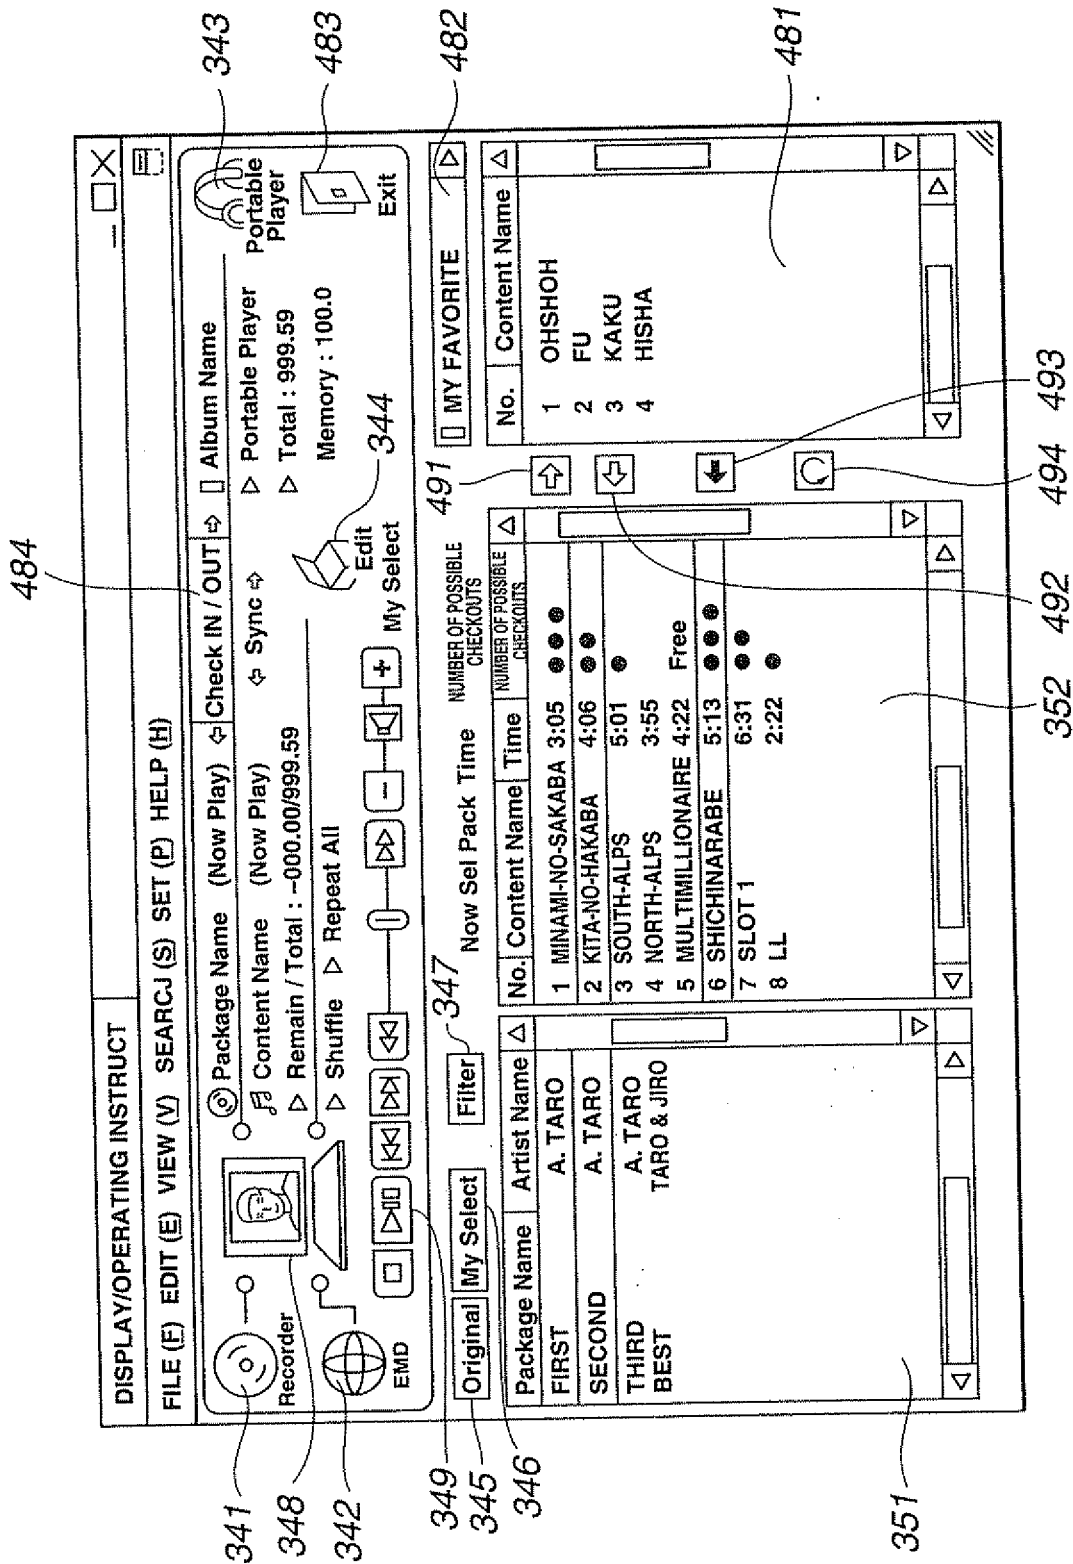 484
343
483
482
481
DISPLAY/OPERATING INSTRUCT
FILE (F) EDIT (E) VIEW (V) SEARCJ (S) SET (P) HELP (H)
Package Name (Now Play) Check IN / OUT Album Name
Content Name (Now Play) Sync Portable Player
Remain / Total : -000.00/999.59 Total : 999.59
Shuffle Repeat All Memory : 100.0
Recorder
EMD
Edit
My Select
Portable
Player
Exit
344
341
348
342
349
345
346
347
Original My Select Filter
Now Sel Pack Time NUMBER OF POSSIBLE
CHECKOUTS
491
MY FAVORITE
Package Name Artist Name
FIRST A. TARO
SECOND A. TARO
THIRD A. TARO
BEST TARO & JIRO
No. Content Name Time NUMBER OF POSSIBLE
CHECKOUTS
1 MINAMI-NO-SAKABA 3:05
2 KITA-NO-HAKABA 4:06
3 SOUTH-ALPS 5:01
4 NORTH-ALPS 3:55
5 MULTIMILLIONAIRE 4:22 Free
6 SHICHINARABE 5:13
7 SLOT 1 6:31
8 LL 2:22
No. Content Name
1 OHSHOH
2 FU
3 KAKU
4 HISHA
351
352
492
494
493